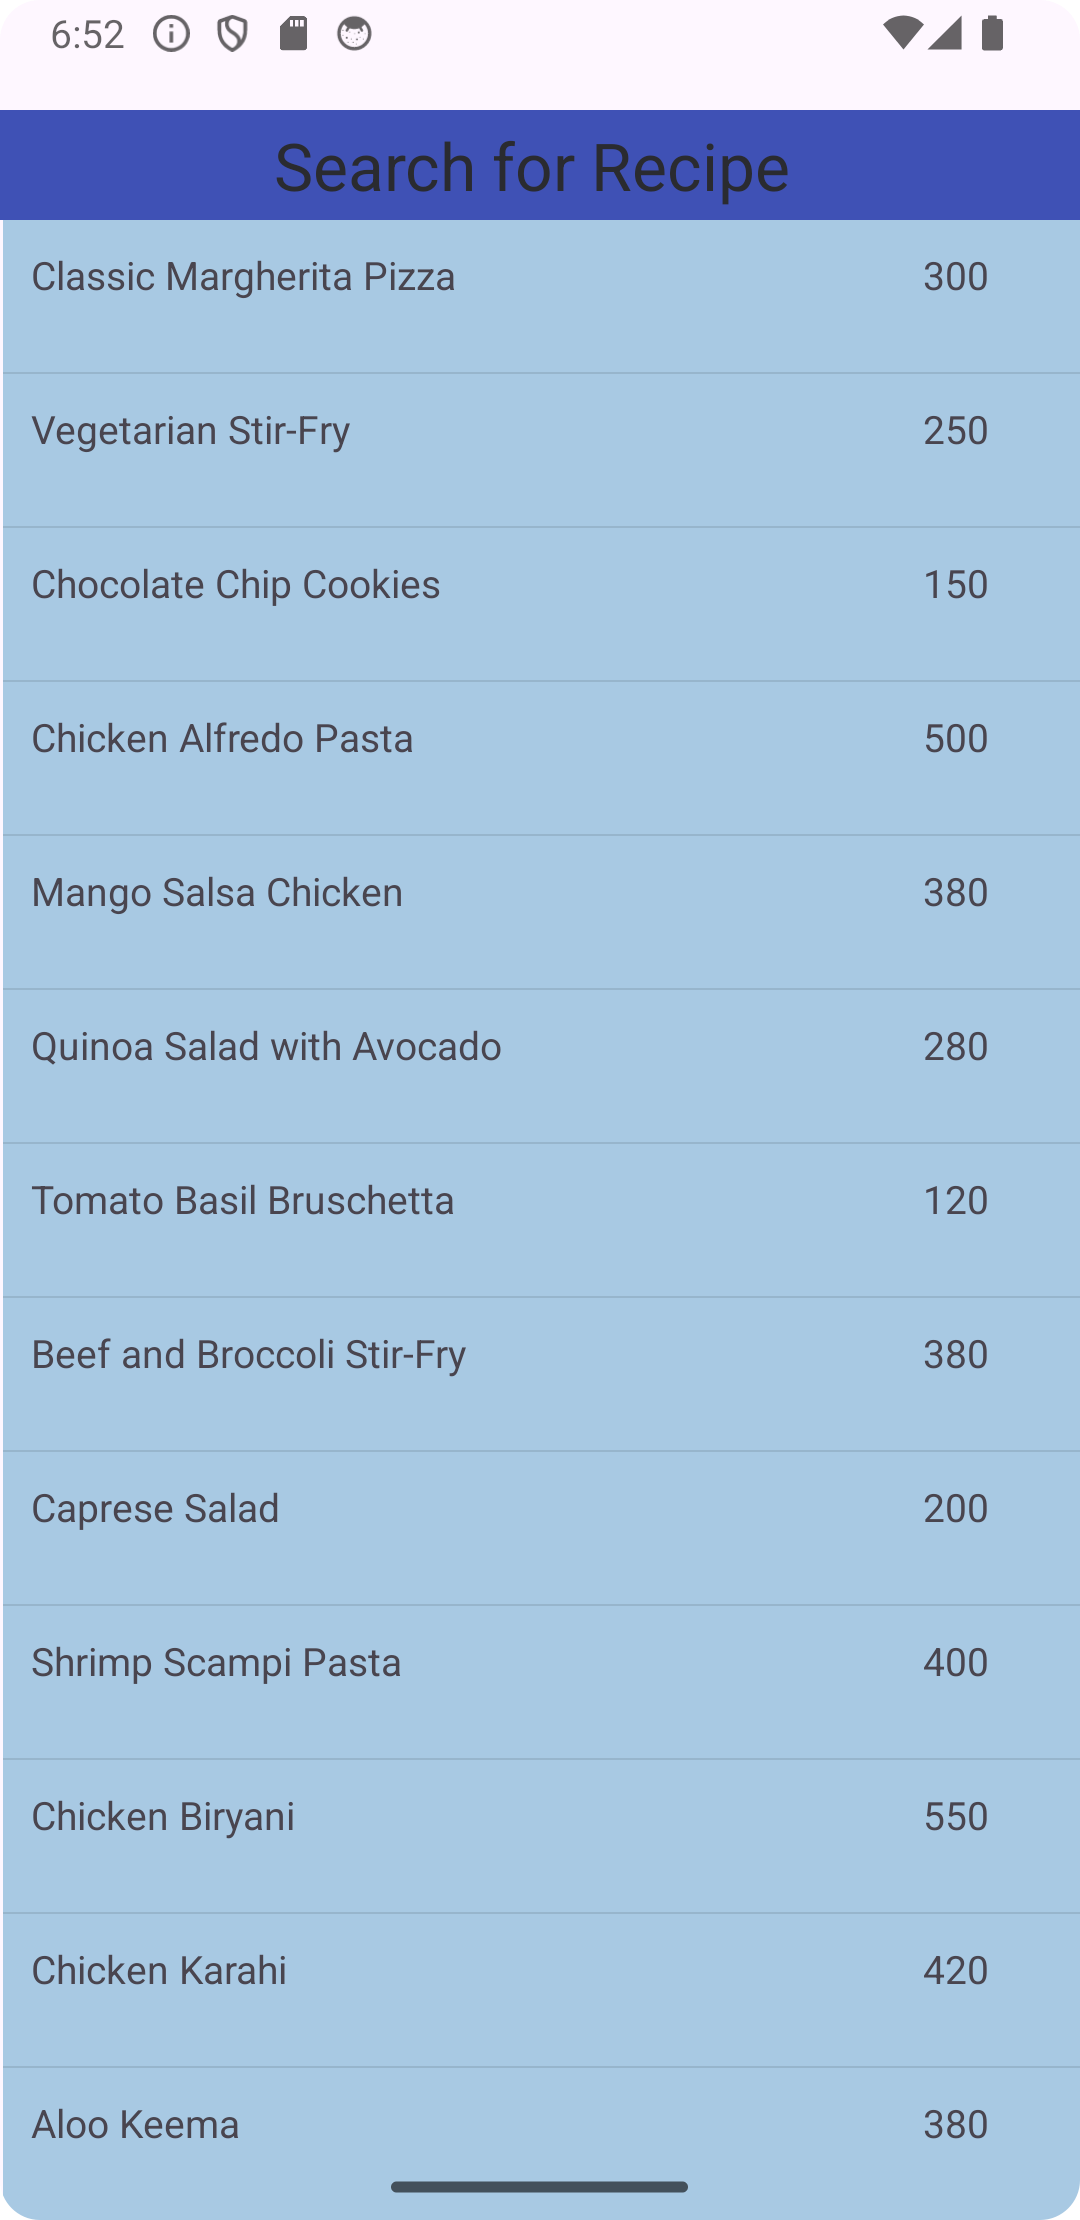 6:52
Search for Recipe
Classic Margherita Pizza 300
Vegetarian Stir-Fry 250
Chocolate Chip Cookies 150
Chicken Alfredo Pasta 500
Mango Salsa Chicken 380
Quinoa Salad with Avocado 280
Tomato Basil Bruschetta 120
Beef and Broccoli Stir-Fry 380
Caprese Salad 200
Shrimp Scampi Pasta 400
Chicken Biryani 550
Chicken Karahi 420
Aloo Keema 380